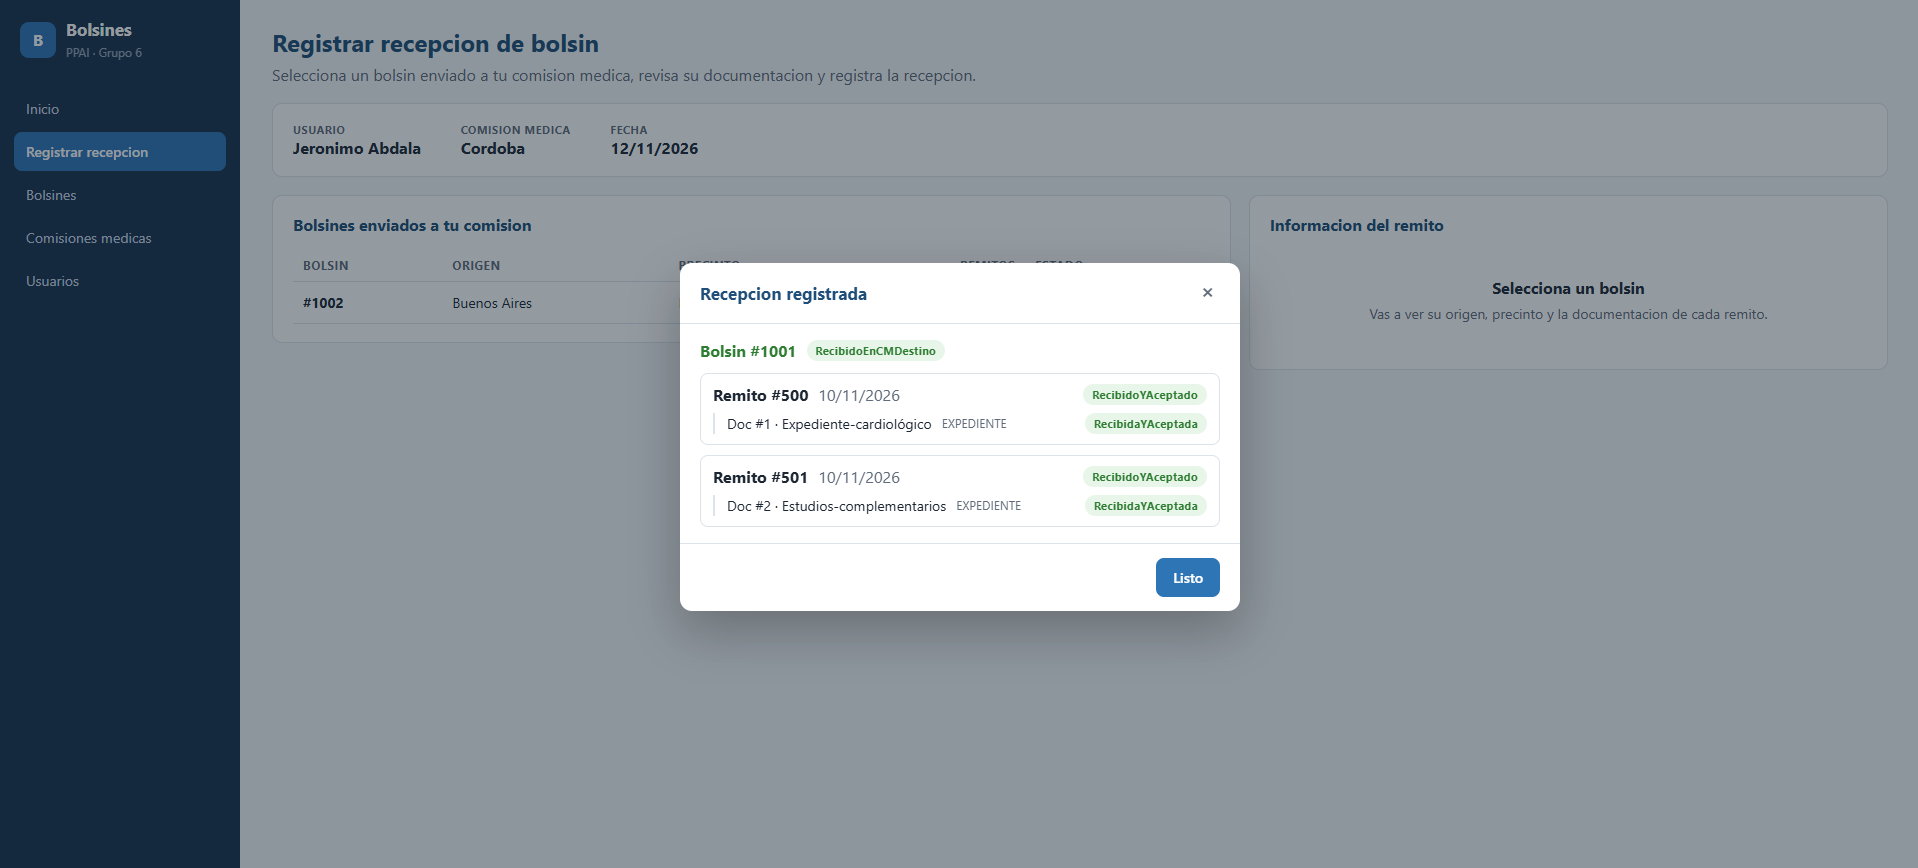 B
Bolsines
PPAI · Grupo 6
Inicio
Registrar recepcion
Bolsines
Comisiones medicas
Usuarios
Registrar recepcion de bolsin
Selecciona un bolsin enviado a tu comision medica, revisa su documentacion y registra la recepcion.
USUARIO COMISION MEDICA FECHA
Jeronimo Abdala Cordoba 12/11/2026
Bolsines enviados a tu comision
BOLSIN ORIGEN PRECINTO REMITOS ESTADO
#1002 Buenos Aires
Informacion del remito
Selecciona un bolsin
Vas a ver su origen, precinto y la documentacion de cada remito.
Recepcion registrada ×
Bolsin #1001 RecibidoEnCMDestino
Remito #500 10/11/2026 RecibidoYAceptado
Doc #1 · Expediente-cardiológico EXPEDIENTE RecibidaYAceptada
Remito #501 10/11/2026 RecibidoYAceptado
Doc #2 · Estudios-complementarios EXPEDIENTE RecibidaYAceptada
Listo